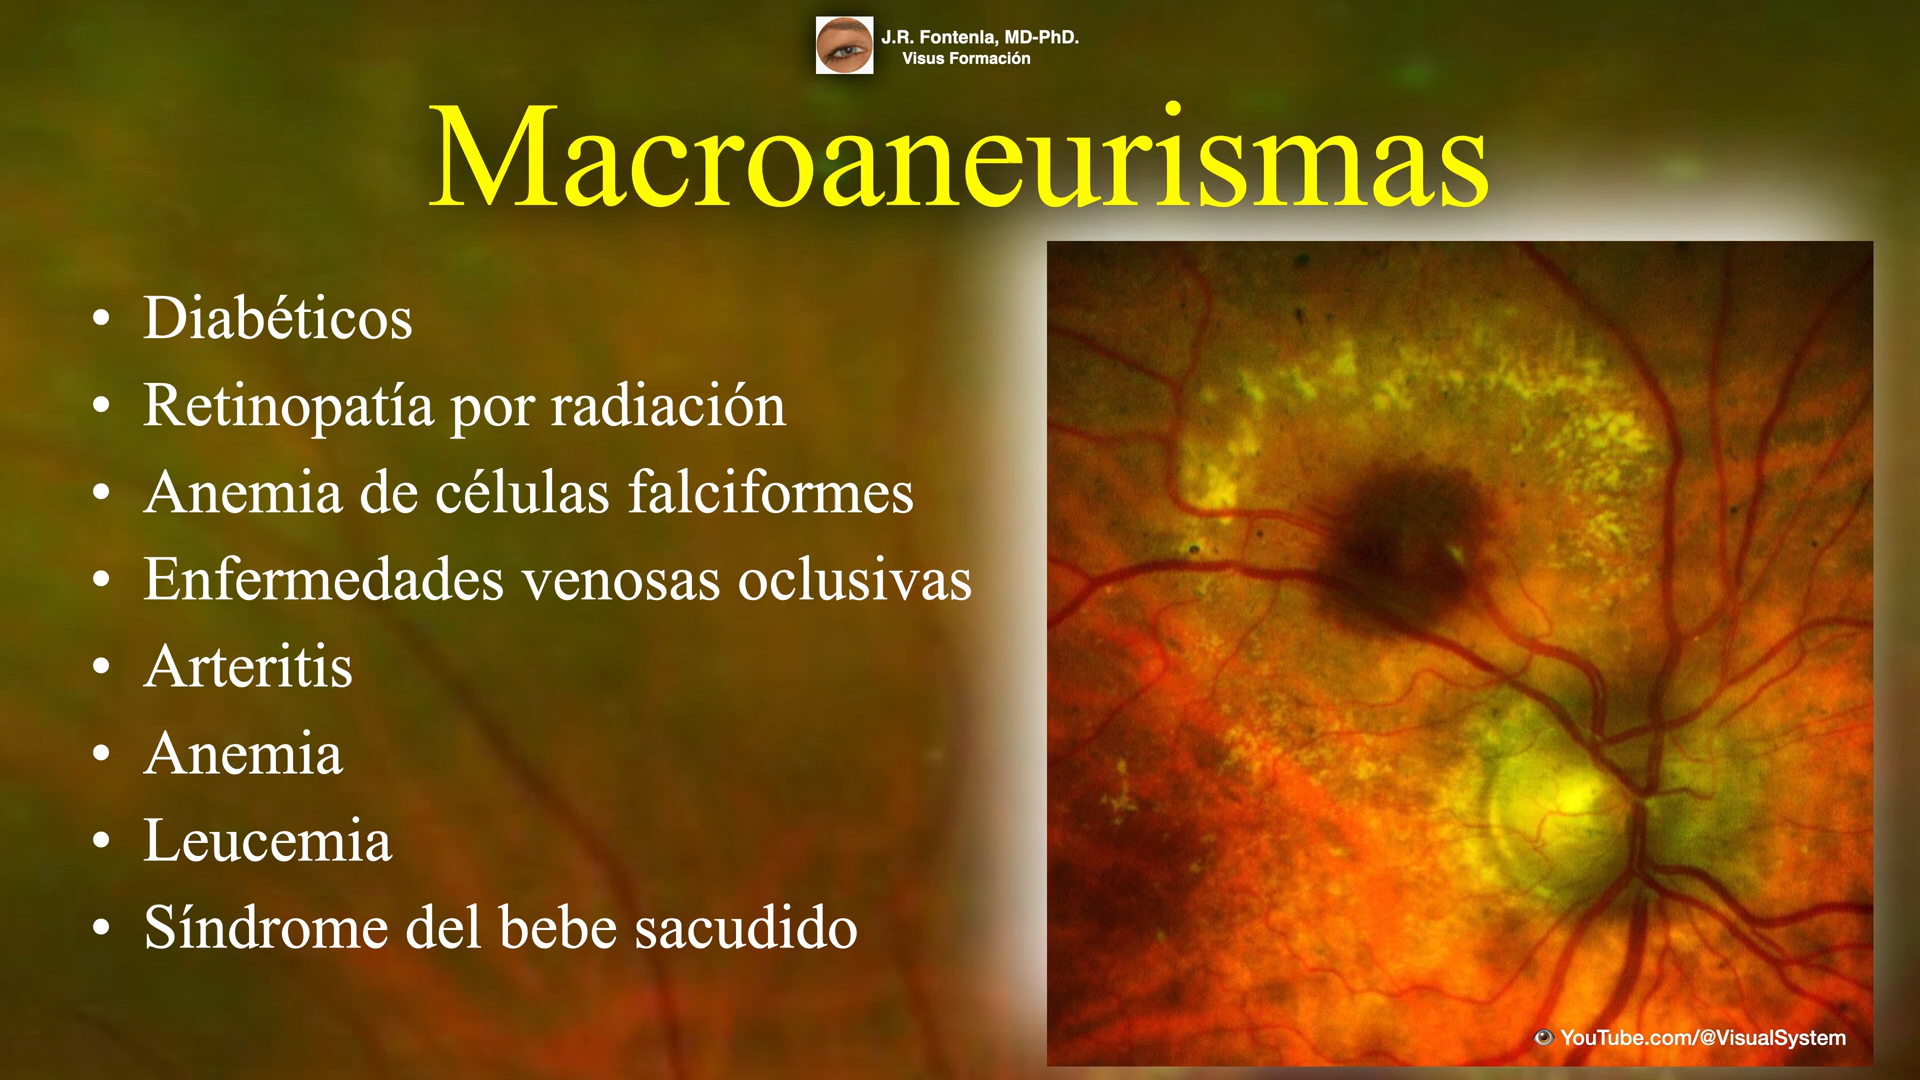 J.R. Fontenla, MD-PhD.
Visus Formación
Macroaneurismas
• Diabéticos
• Retinopatía por radiación
• Anemia de células falciformes
• Enfermedades venosas oclusivas
• Arteritis
• Anemia
• Leucemia
• Síndrome del bebe sacudido
YouTube.com/@VisualSystem